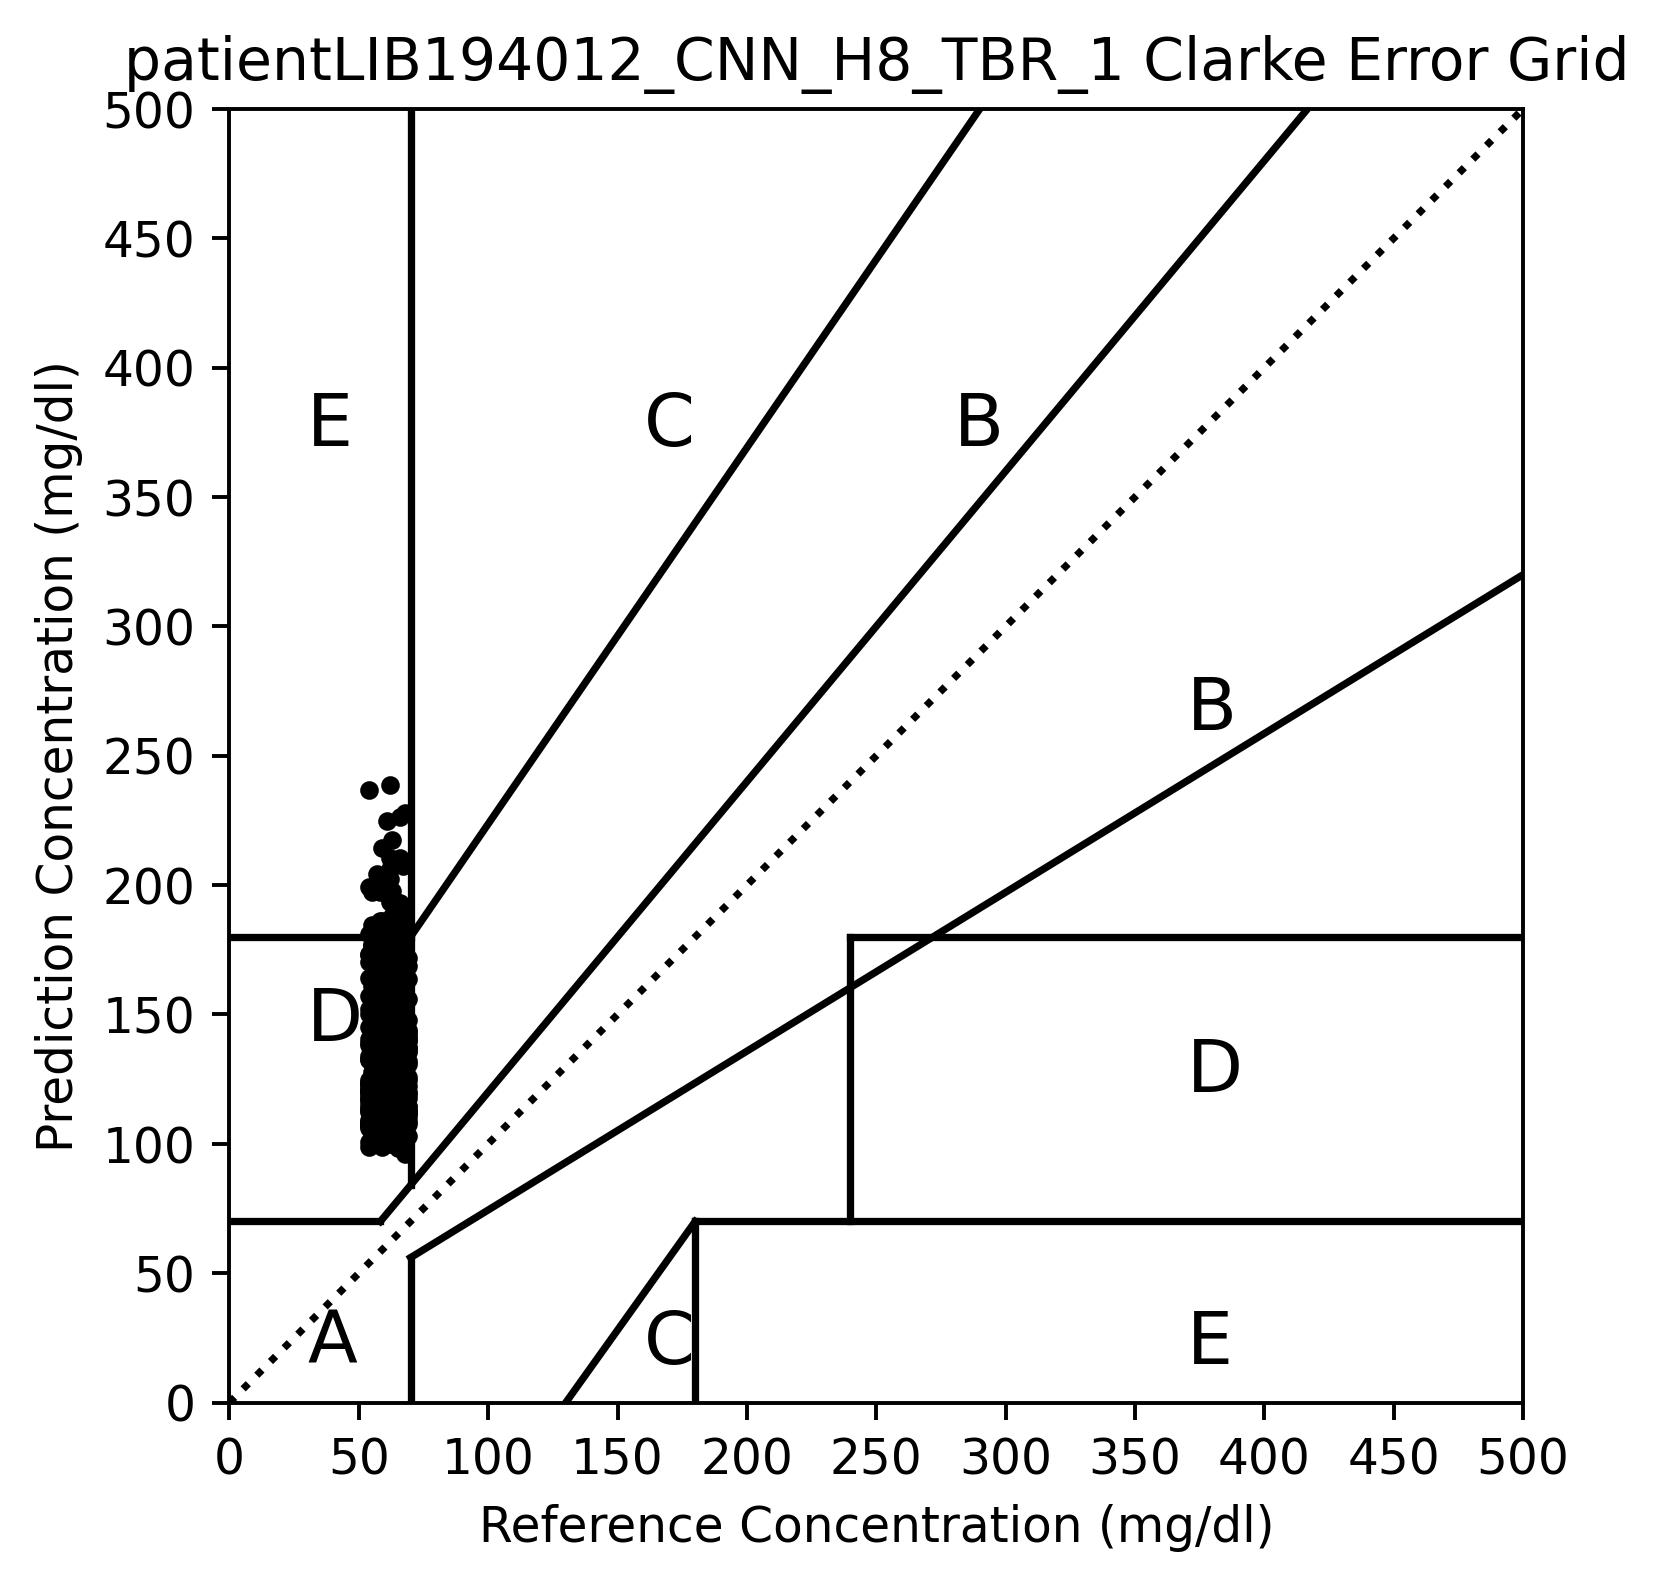 patientLIB194012_CNN_H8_TBR_1 Clarke Error Grid
500
450
400
350
300
250
200
150
100
50
0
Prediction Concentration (mg/dl)
E C B
B
D
D
A C E
0 50 100 150 200 250 300 350 400 450 500
Reference Concentration (mg/dl)